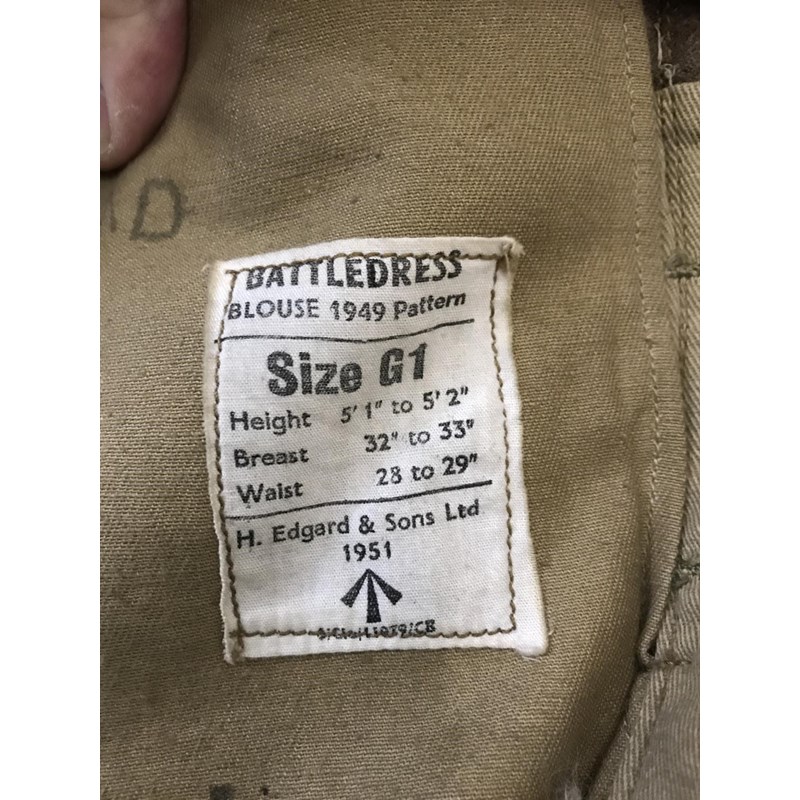 D
BATTLEDRESS
BLOUSE 1949 Pattern
Size G1
Height 5' 1" to 5' 2"
Breast 32" to 33"
Waist 28 to 29"
H. Edgard & Sons Ltd
1951